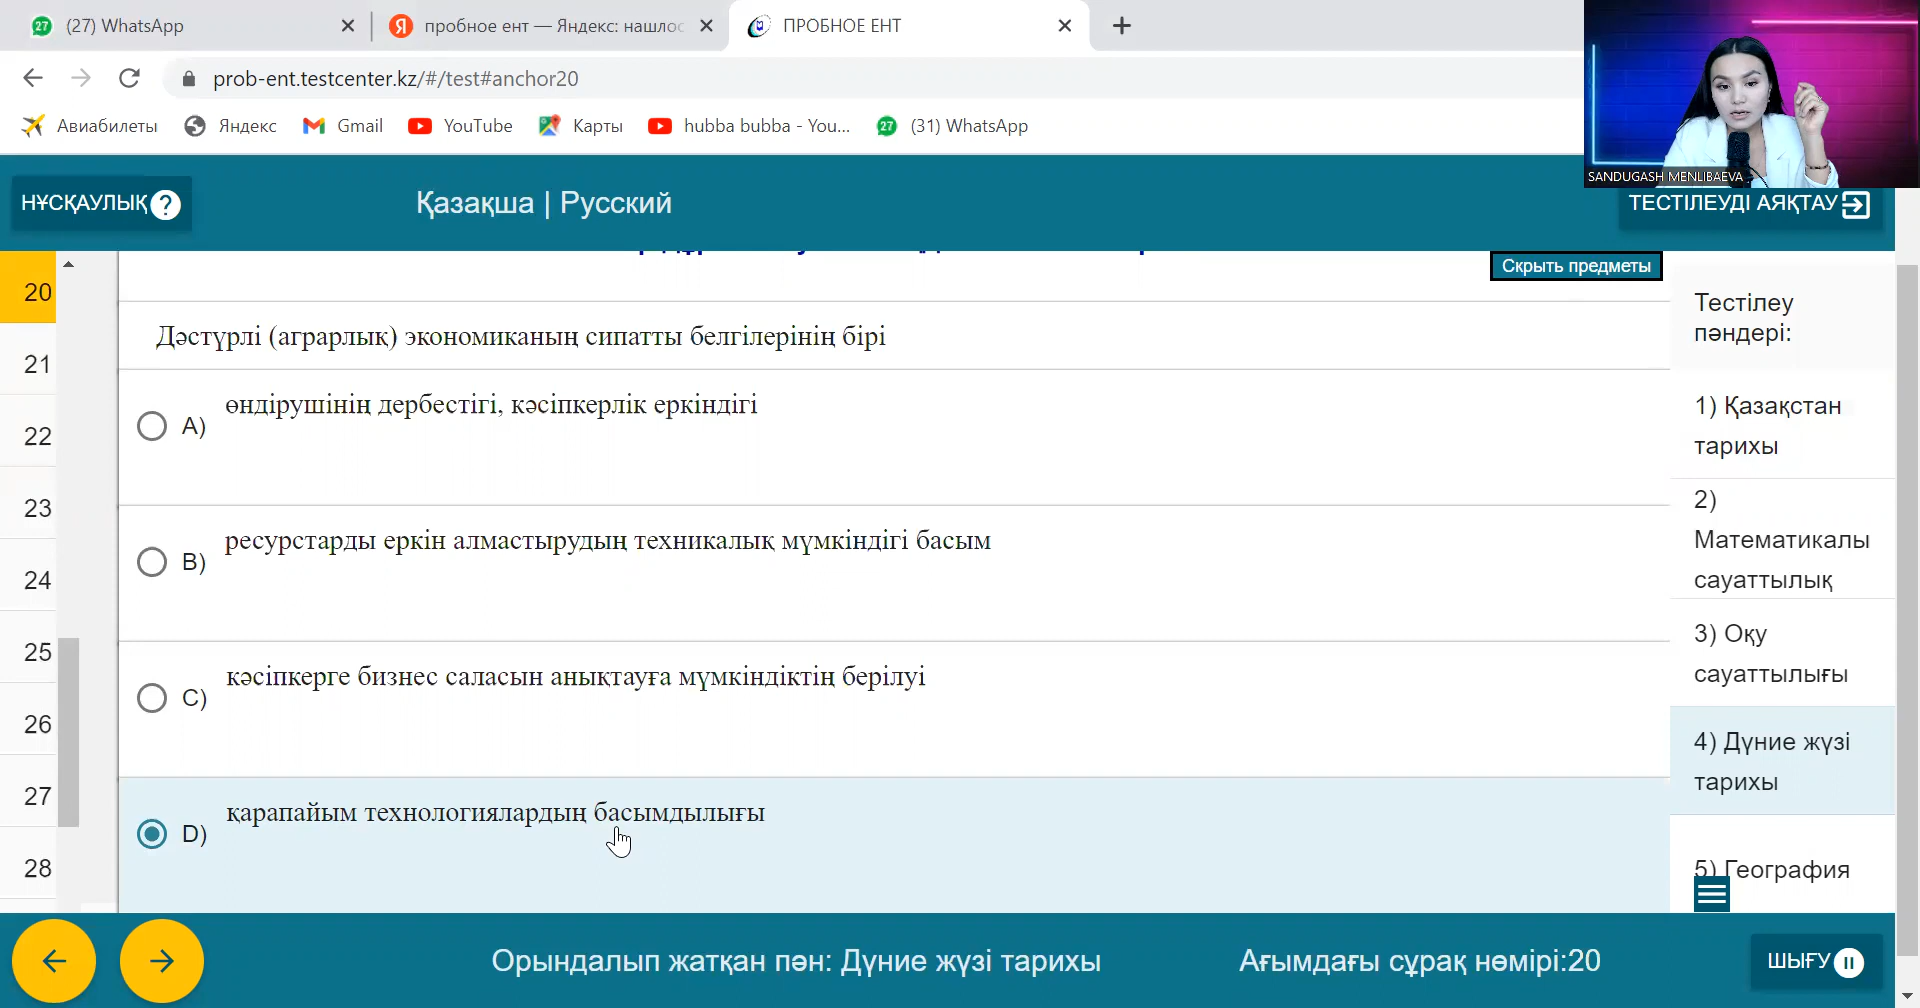 (27) WhatsApp
пробное ент — Яндекс: нашлос
ПРОБНОЕ ЕНТ
prob-ent.testcenter.kz/#/test#anchor20
Авиабилеты
Яндекс
Gmail
YouTube
Карты
hubba bubba - You...
(31) WhatsApp
SANDUGASH MENLIBAEVA
НҰСҚАУЛЫҚ ?
Қазақша | Русский
ТЕСТІЛЕУДІ АЯҚТАУ
Скрыть предметы
20
21
22
23
24
25
26
27
28
Дәстүрлі (аграрлық) экономиканың сипатты белгілерінің бірі
A) өндірушінің дербестігі, кәсіпкерлік еркіндігі
B) ресурстарды еркін алмастырудың техникалық мүмкіндігі басым
C) кәсіпкерге бизнес саласын анықтауға мүмкіндіктің берілуі
D) қарапайым технологиялардың басымдылығы
Тестілеу
пәндері:
1) Қазақстан
тарихы
2)
Математикалы
сауаттылық
3) Оқу
сауаттылығы
4) Дүние жүзі
тарихы
5) География
Орындалып жатқан пән: Дүние жүзі тарихы
Ағымдағы сұрақ нөмірі:20
ШЫҒУ